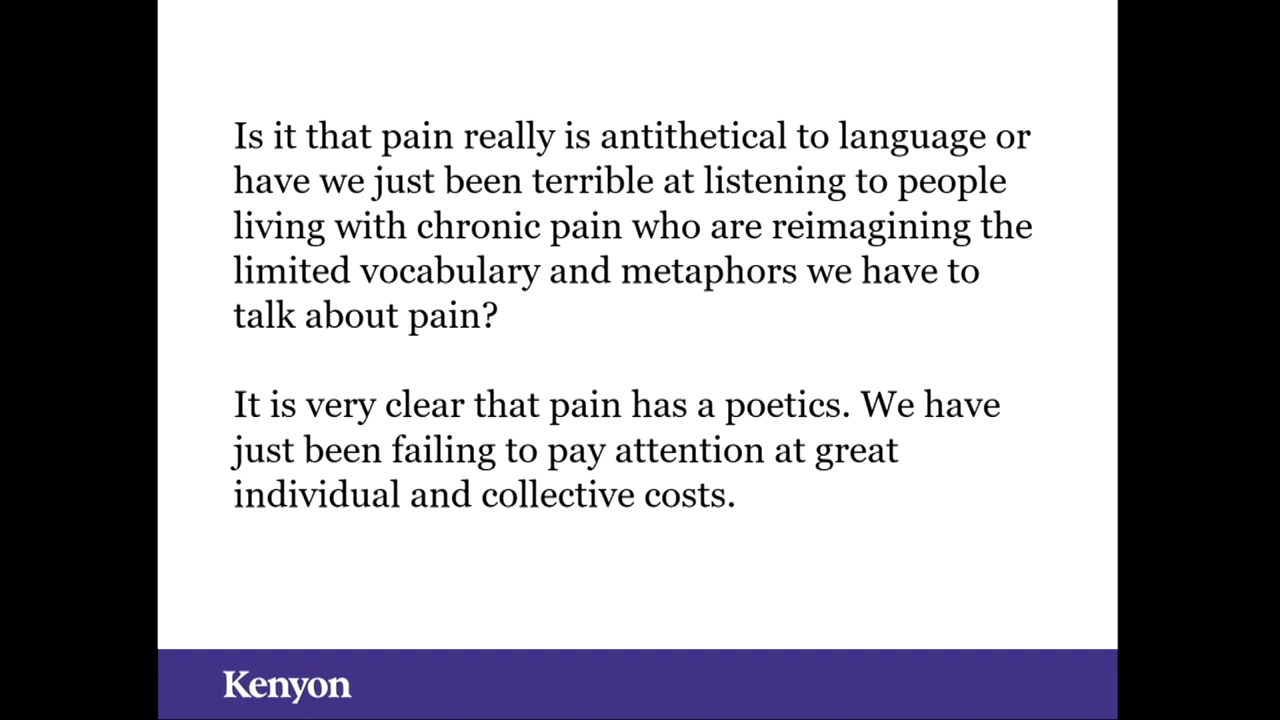 Is it that pain really is antithetical to language or
have we just been terrible at listening to people
living with chronic pain who are reimagining the
limited vocabulary and metaphors we have to
talk about pain?
It is very clear that pain has a poetics. We have
just been failing to pay attention at great
individual and collective costs.
Kenyon